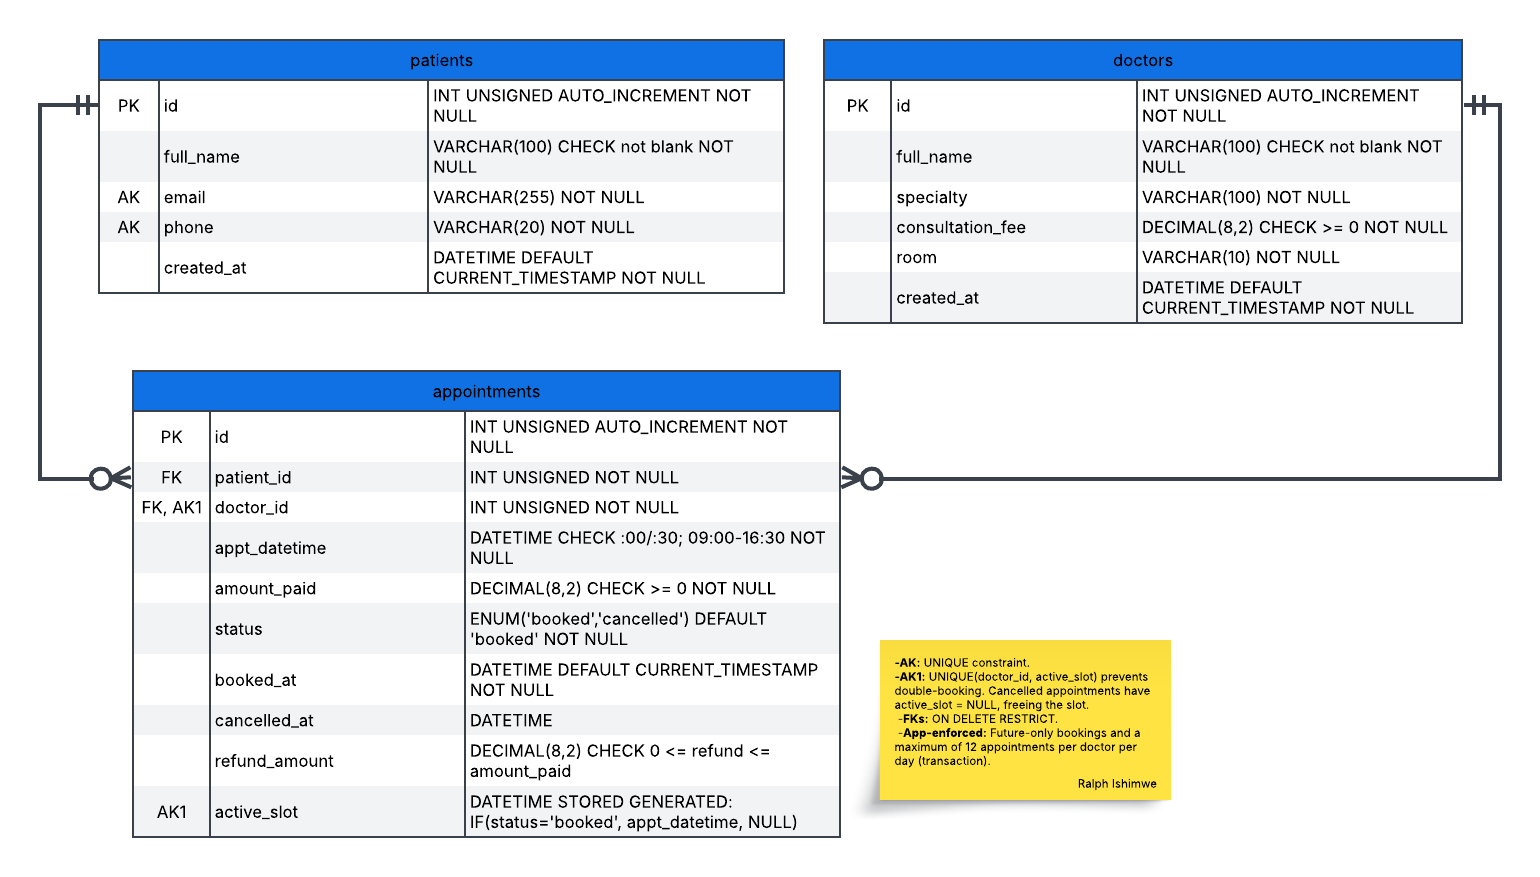 patients
PK id INT UNSIGNED AUTO_INCREMENT NOT
NULL
full_name VARCHAR(100) CHECK not blank NOT
NULL
AK email VARCHAR(255) NOT NULL
AK phone VARCHAR(20) NOT NULL
created_at DATETIME DEFAULT
CURRENT_TIMESTAMP NOT NULL
doctors
PK id INT UNSIGNED AUTO_INCREMENT
NOT NULL
full_name VARCHAR(100) CHECK not blank NOT
NULL
specialty VARCHAR(100) NOT NULL
consultation_fee DECIMAL(8,2) CHECK >= 0 NOT NULL
room VARCHAR(10) NOT NULL
created_at DATETIME DEFAULT
CURRENT_TIMESTAMP NOT NULL
appointments
PK id INT UNSIGNED AUTO_INCREMENT NOT
NULL
FK patient_id INT UNSIGNED NOT NULL
FK, AK1 doctor_id INT UNSIGNED NOT NULL
appt_datetime DATETIME CHECK :00/:30; 09:00-16:30 NOT
NULL
amount_paid DECIMAL(8,2) CHECK >= 0 NOT NULL
status ENUM('booked','cancelled') DEFAULT
'booked' NOT NULL
booked_at DATETIME DEFAULT CURRENT_TIMESTAMP
NOT NULL
cancelled_at DATETIME
refund_amount DECIMAL(8,2) CHECK 0 <= refund <=
amount_paid
AK1 active_slot DATETIME STORED GENERATED:
IF(status='booked', appt_datetime, NULL)
-AK: UNIQUE constraint.
-AK1: UNIQUE(doctor_id, active_slot) prevents
double-booking. Cancelled appointments have
active_slot = NULL, freeing the slot.
-FKs: ON DELETE RESTRICT.
-App-enforced: Future-only bookings and a
maximum of 12 appointments per doctor per
day (transaction).
Ralph Ishimwe